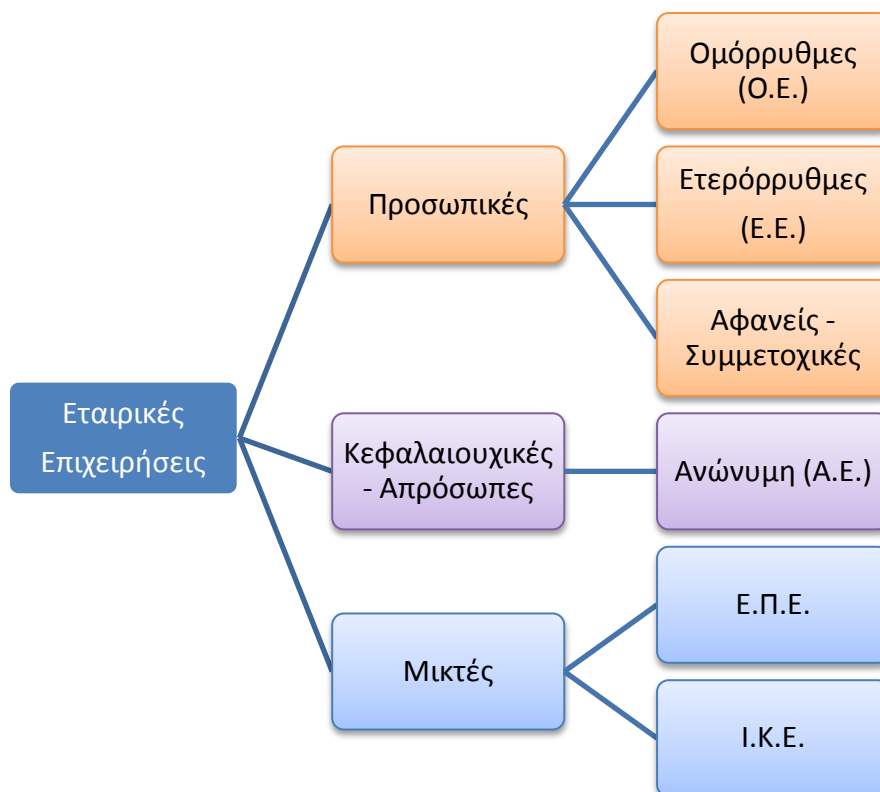 Εταιρικές
Επιχειρήσεις
Προσωπικές
Ομόρρυθμες
(Ο.Ε.)
Ετερόρρυθμες
(Ε.Ε.)
Αφανείς -
Συμμετοχικές
Κεφαλαιουχικές
- Απρόσωπες
Ανώνυμη (Α.Ε.)
Μικτές
Ε.Π.Ε.
Ι.Κ.Ε.